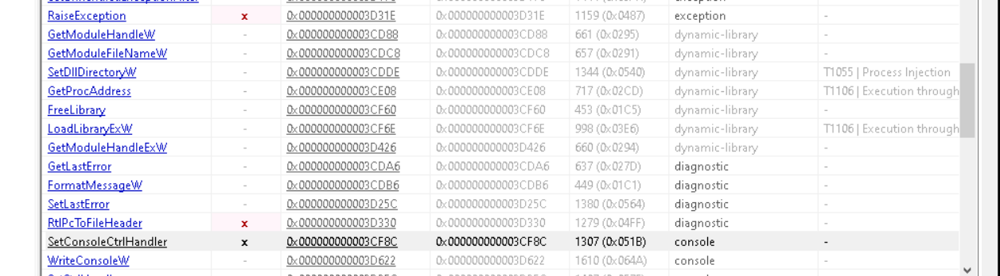 RaiseException x 0x000000000003D31E 0x000000000003D31E 1159 (0x0487) exception -
GetModuleHandleW - 0x000000000003CD88 0x000000000003CD88 661 (0x0295) dynamic-library -
GetModuleFileNameW - 0x000000000003CDC8 0x000000000003CDC8 657 (0x0291) dynamic-library -
SetDllDirectoryW - 0x000000000003CDDE 0x000000000003CDDE 1344 (0x0540) dynamic-library T1055 | Process Injection
GetProcAddress - 0x000000000003CE08 0x000000000003CE08 717 (0x02CD) dynamic-library T1106 | Execution through
FreeLibrary - 0x000000000003CF60 0x000000000003CF60 453 (0x01C5) dynamic-library -
LoadLibraryExW - 0x000000000003CF6E 0x000000000003CF6E 998 (0x03E6) dynamic-library T1106 | Execution through
GetModuleHandleExW - 0x000000000003D426 0x000000000003D426 660 (0x0294) dynamic-library -
GetLastError - 0x000000000003CDA6 0x000000000003CDA6 637 (0x027D) diagnostic -
FormatMessageW - 0x000000000003CDB6 0x000000000003CDB6 449 (0x01C1) diagnostic -
SetLastError - 0x000000000003D25C 0x000000000003D25C 1380 (0x0564) diagnostic -
RtlPcToFileHeader x 0x000000000003D330 0x000000000003D330 1279 (0x04FF) diagnostic -
SetConsoleCtrlHandler x 0x000000000003CF8C 0x000000000003CF8C 1307 (0x051B) console -
WriteConsoleW - 0x000000000003D622 0x000000000003D622 1610 (0x064A) console -